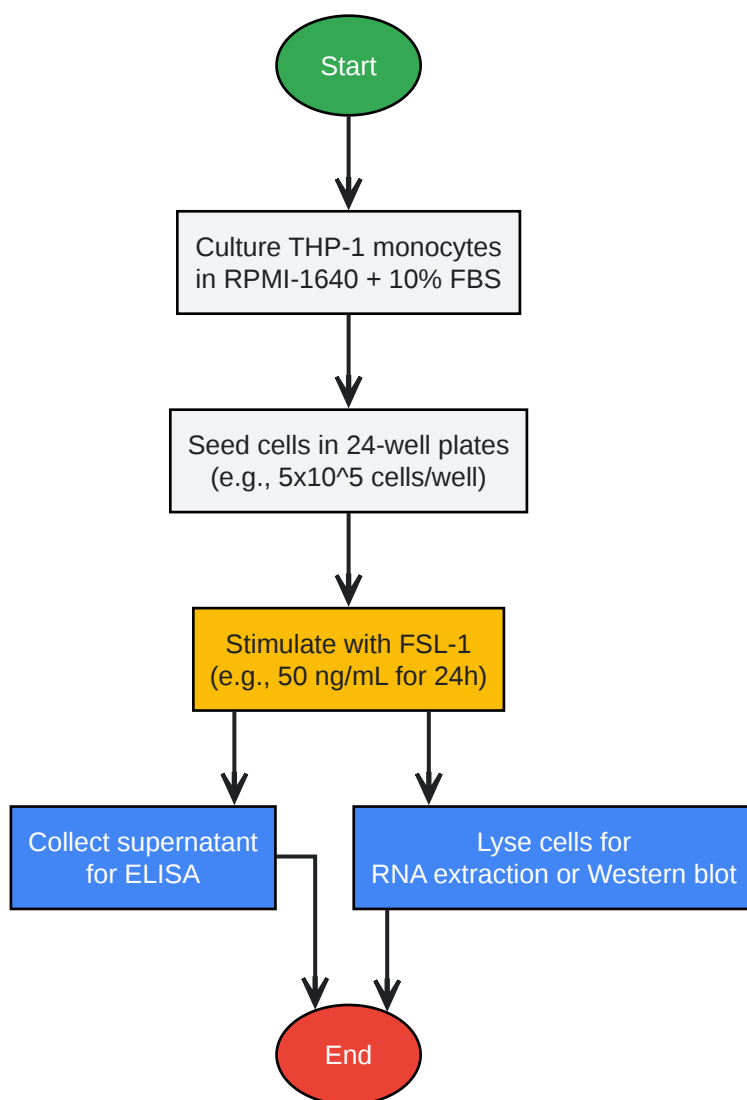 Start
Culture THP-1 monocytes
in RPMI-1640 + 10% FBS
Seed cells in 24-well plates
(e.g., 5x10^5 cells/well)
Stimulate with FSL-1
(e.g., 50 ng/mL for 24h)
Collect supernatant
for ELISA
Lyse cells for
RNA extraction or Western blot
End